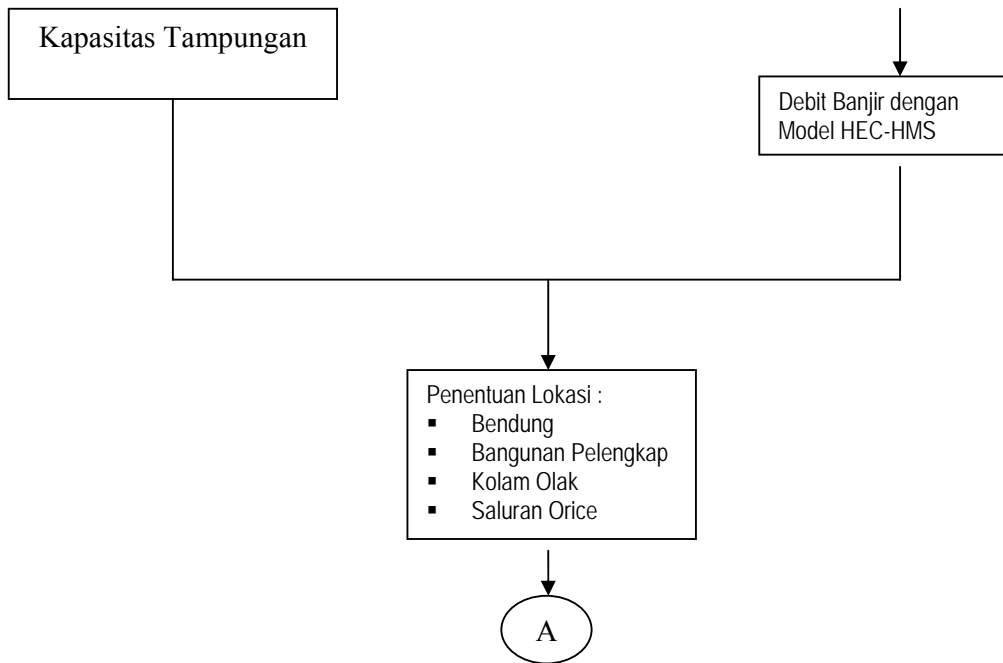 Kapasitas Tampungan
Debit Banjir dengan
Model HEC-HMS
Penentuan Lokasi :
▪ Bendung
▪ Bangunan Pelengkap
▪ Kolam Olak
▪ Saluran Orice
A